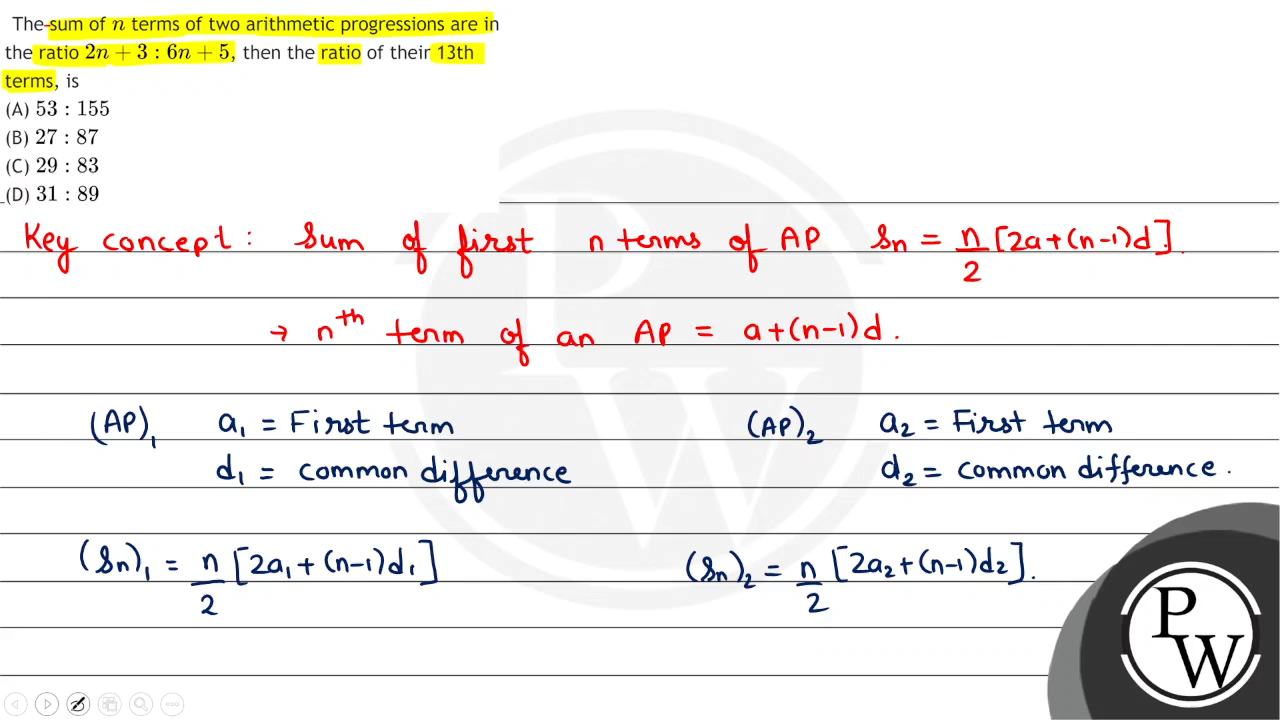 The sum of n terms of two arithmetic progressions are in
the ratio 2n + 3 : 6n + 5, then the ratio of their 13th
terms, is
(A) 53 : 155
(B) 27 : 87
(C) 29 : 83
(D) 31 : 89
Key concept: Sum of first n terms of AP Sn = n/2 [2a+(n-1)d].
→ nth term of an AP = a+(n-1)d.
(AP)₁ a₁ = First term (AP)₂ a₂ = First term
d₁ = common difference d₂ = common difference.
(Sn)₁ = n/2 [2a₁+(n-1)d₁] (Sn)₂ = n/2 [2a₂+(n-1)d₂].
P
W